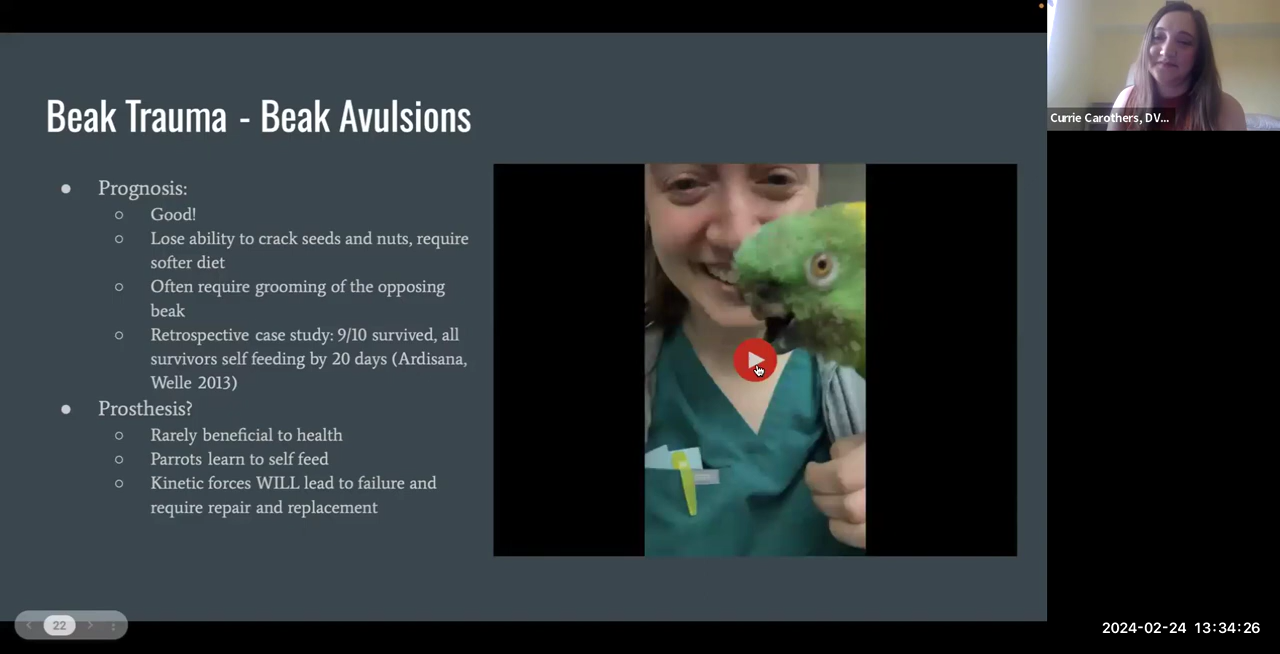 Beak Trauma - Beak Avulsions
● Prognosis:
○ Good!
○ Lose ability to crack seeds and nuts, require
softer diet
○ Often require grooming of the opposing
beak
○ Retrospective case study: 9/10 survived, all
survivors self feeding by 20 days (Ardisana,
Welle 2013)
● Prosthesis?
○ Rarely beneficial to health
○ Parrots learn to self feed
○ Kinetic forces WILL lead to failure and
require repair and replacement
22
Currie Carothers, DV...
2024-02-24 13:34:26